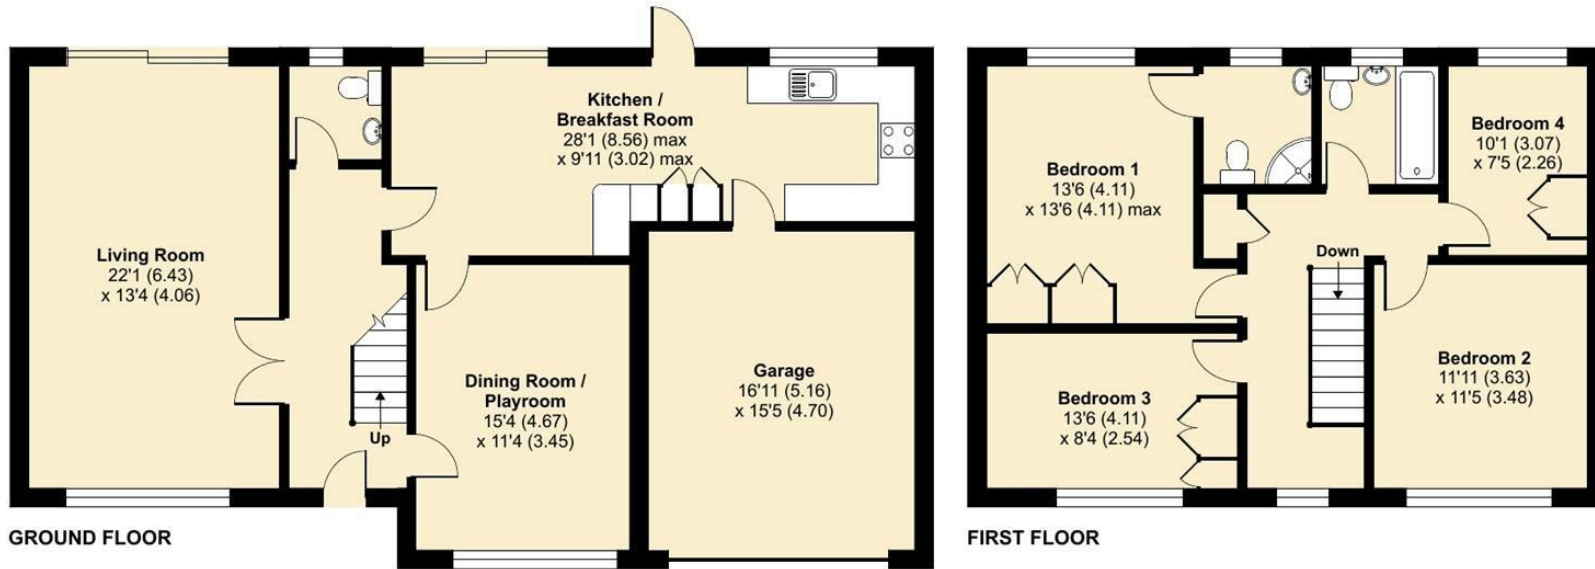 Kitchen /
Breakfast Room
28'1 (8.56) max
x 9'11 (3.02) max
Living Room
22'1 (6.43)
x 13'4 (4.06)
Up
Dining Room /
Playroom
15'4 (4.67)
x 11'4 (3.45)
Garage
16'11 (5.16)
x 15'5 (4.70)
GROUND FLOOR
Bedroom 1
13'6 (4.11)
x 13'6 (4.11) max
Bedroom 4
10'1 (3.07)
x 7'5 (2.26)
Down
Bedroom 3
13'6 (4.11)
x 8'4 (2.54)
Bedroom 2
11'11 (3.63)
x 11'5 (3.48)
FIRST FLOOR